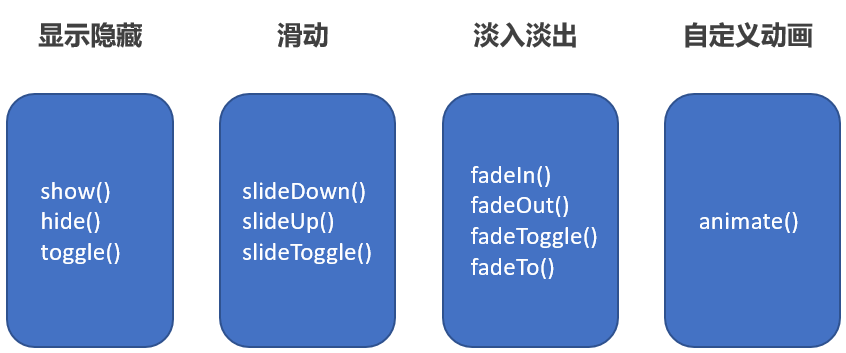 显示隐藏
滑动
淡入淡出
自定义动画
show()
hide()
toggle()
slideDown()
slideUp()
slideToggle()
fadeIn()
fadeOut()
fadeToggle()
fadeTo()
animate()